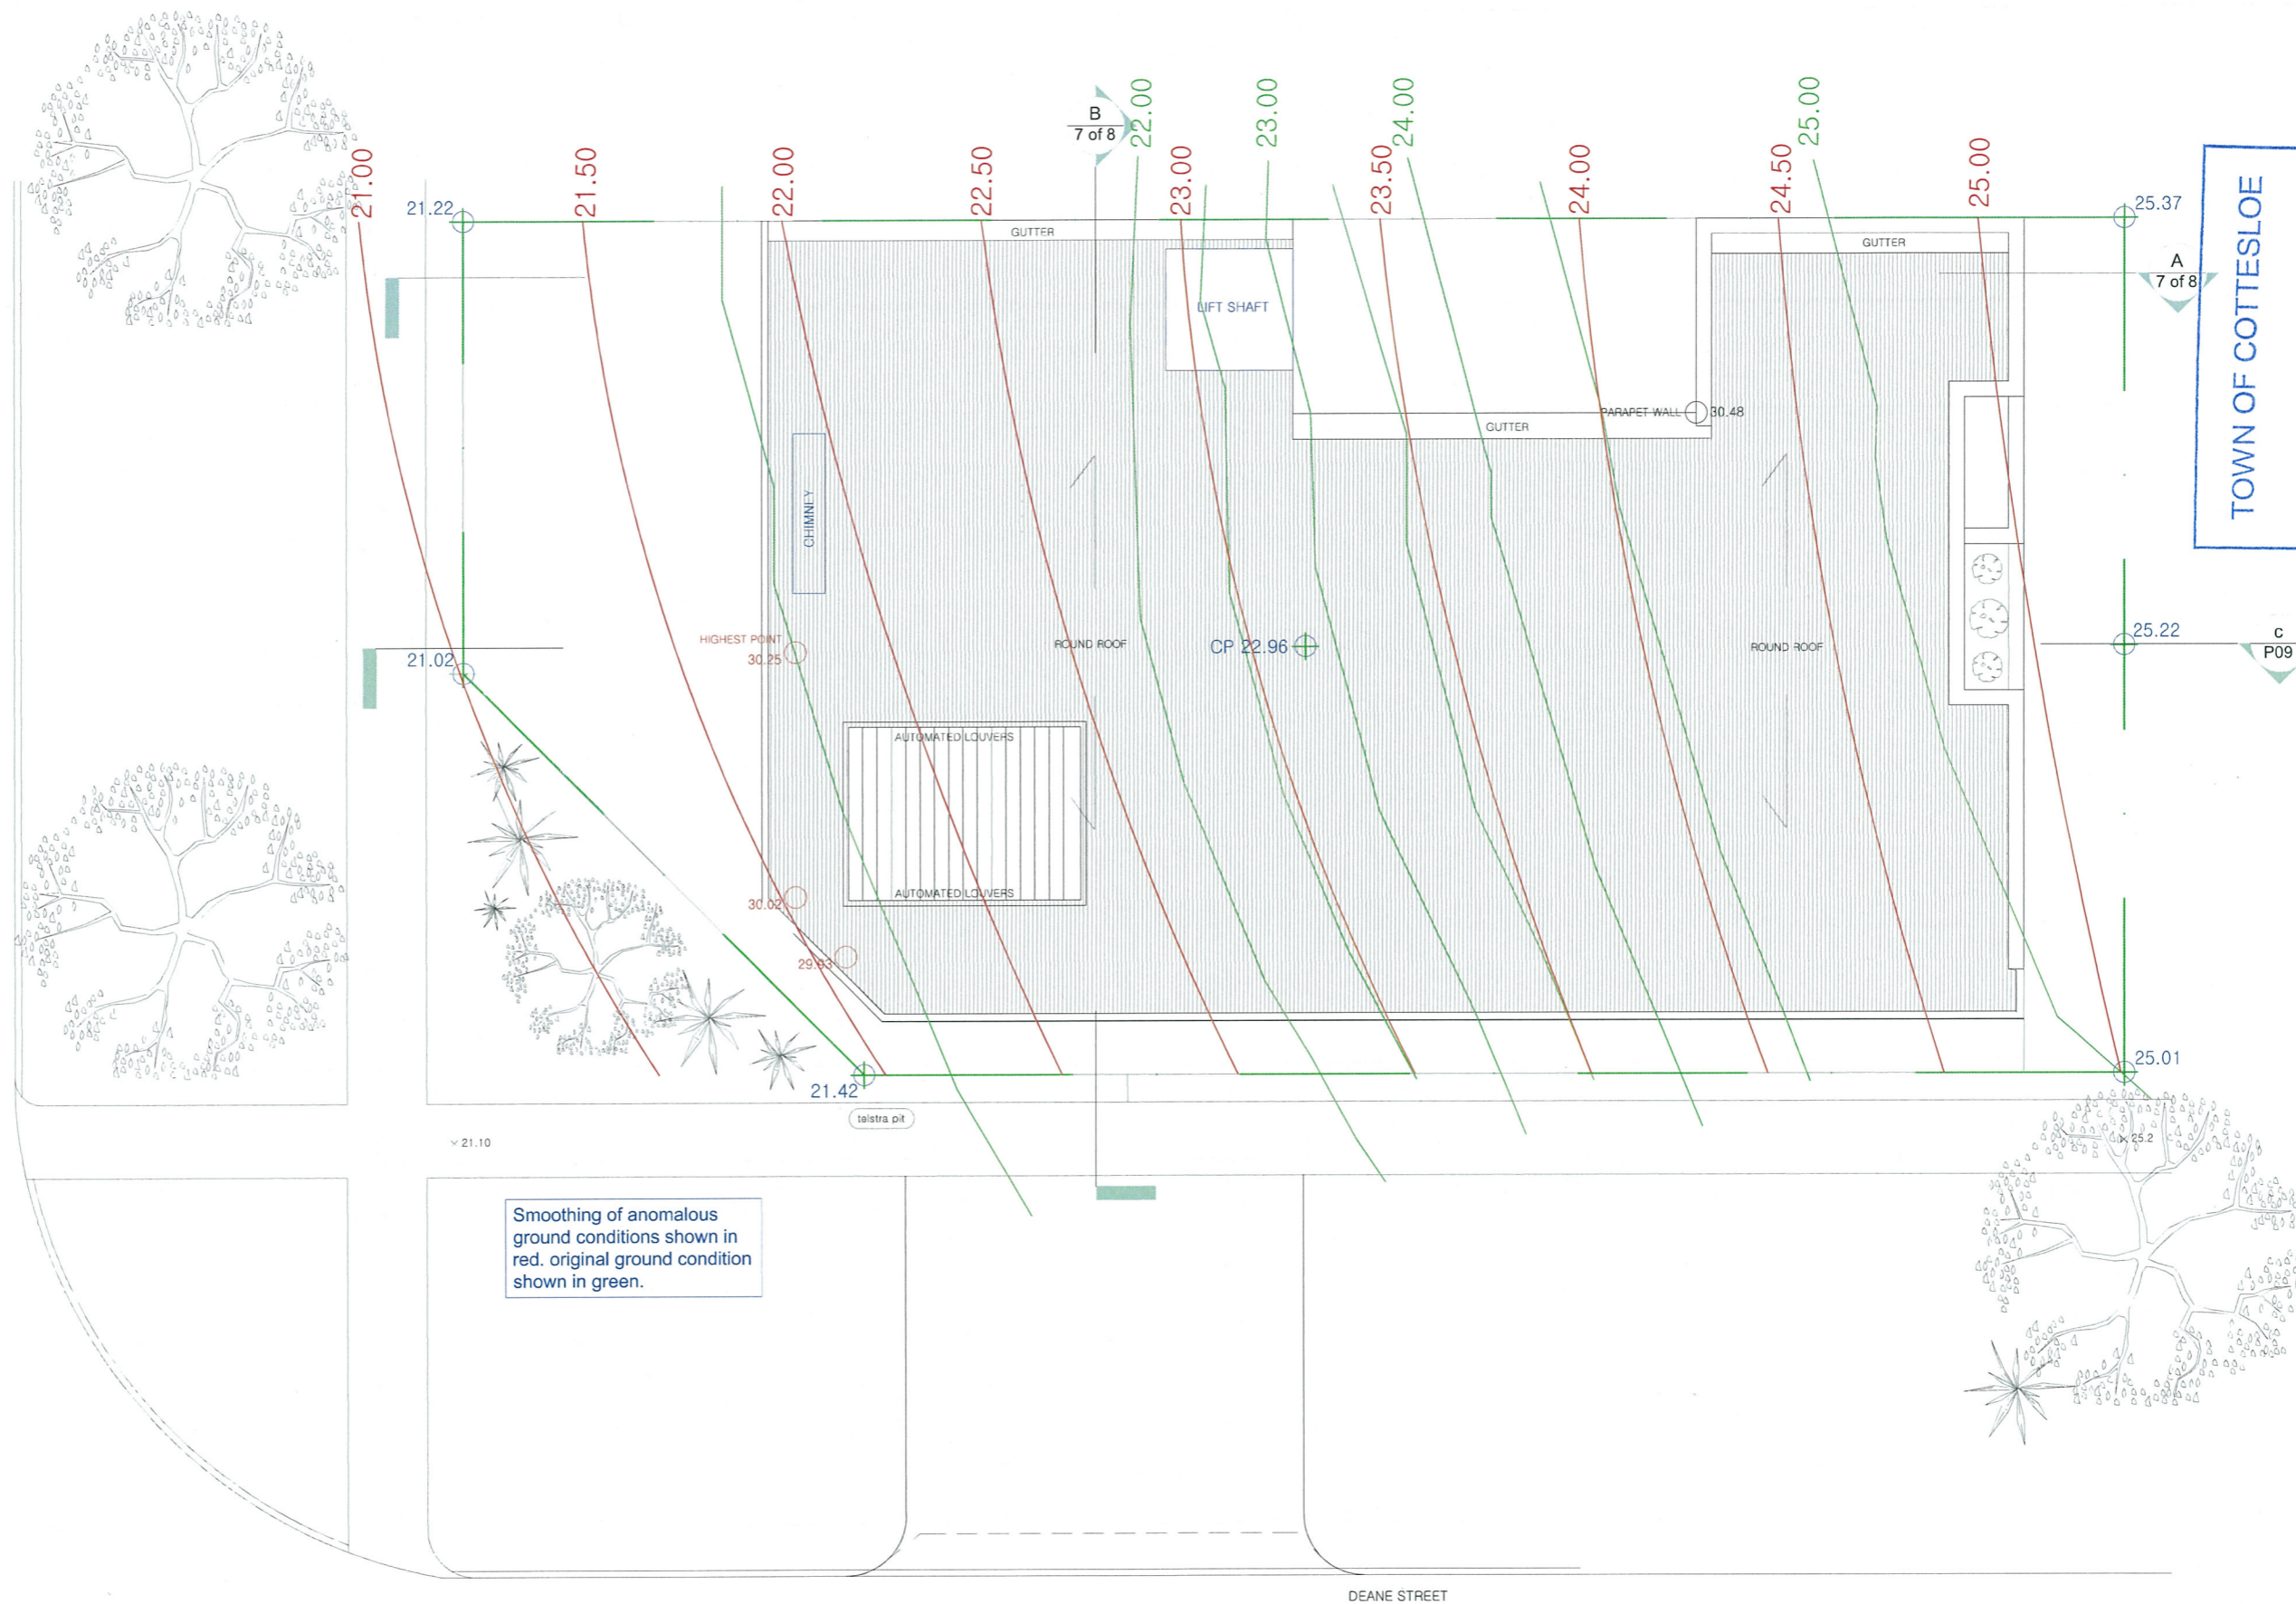 B
7 of 8
22.00
23.00
24.00
25.00
21.00
21.50
22.00
22.50
23.00
23.50
24.00
24.50
25.00
21.22
25.37
GUTTER
GUTTER
A
7 of 8
TOWN OF COTTESLOE
LIFT SHAFT
PARAPET WALL
30.48
GUTTER
CHIMNEY
HIGHEST POINT
30.25
21.02
ROUND ROOF
CP 22.96
ROUND ROOF
25.22
C
P09
AUTOMATED LOUVERS
AUTOMATED LOUVERS
30.02
29.93
21.42
25.01
telstra pit
21.10
25.2
Smoothing of anomalous
ground conditions shown in
red. original ground condition
shown in green.
DEANE STREET